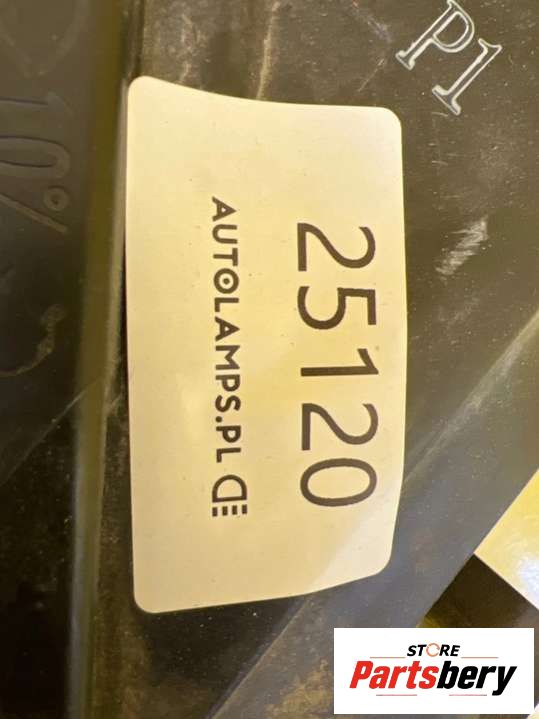 P1
10%
25120
AUTOLAMPS.PL
STORE
Partsbery